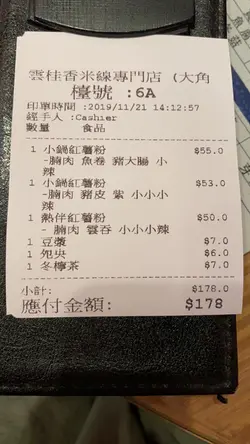 雲桂香米線專門店 (大角
檯號 :6A
印單時間 :2019/11/21 14:12:57
經手人 :Cashier
數量 食品
1 小鍋紅薯粉 $55.0
-腩肉 魚卷 豬大腸 小
辣
1 小鍋紅薯粉 $53.0
-腩肉 豬皮 紫 小小小
辣
1 熱伴紅薯粉 $50.0
- 腩肉 雲吞 小小小辣
1 豆漿 $7.0
1 兜央 $6.0
1 冬檸茶 $7.0
小計: $178.0
應付金額: $178